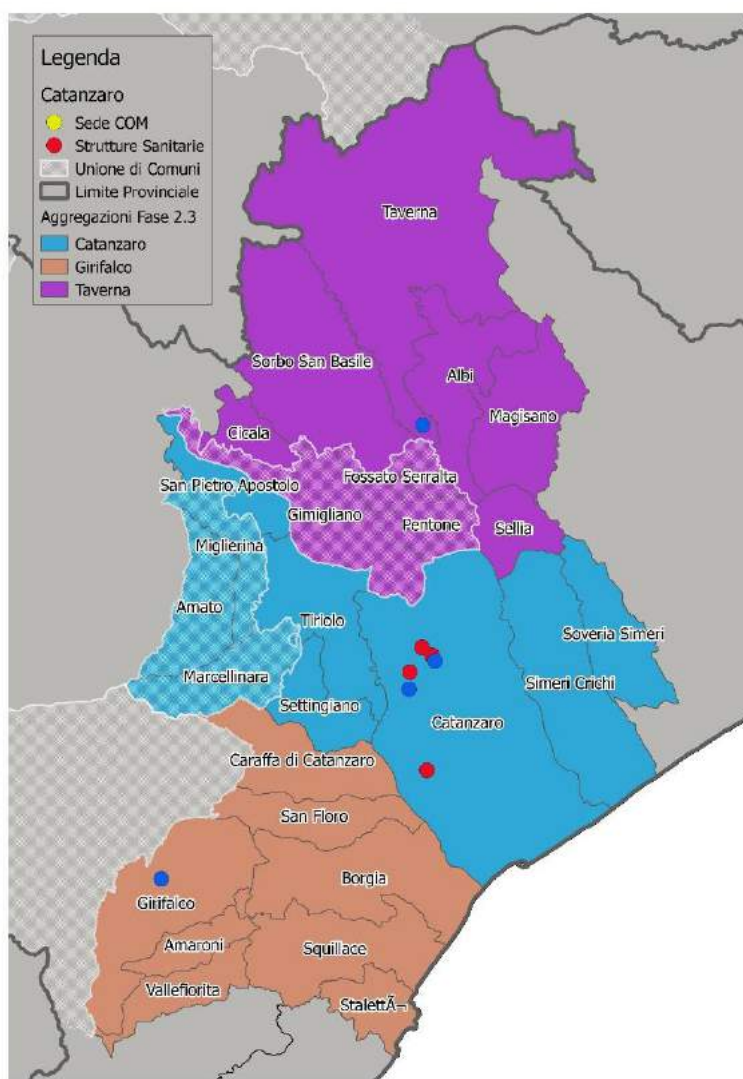 Legenda
Catanzaro
Sede COM
Strutture Sanitarie
Unione di Comuni
Limite Provinciale
Aggregazioni Fase 2.3
Catanzaro
Girifalco
Taverna
Taverna
Sorbo San Basile
Albi
Magisano
Cicala
Fossato Serralta
San Pietro Apostolo
Gimigliano
Pentone
Sellia
Miglierina
Amato
Tiriolo
Soveria Simeri
Marcellinara
Simeri Crichi
Settingiano
Catanzaro
Caraffa di Catanzaro
San Floro
Borgia
Girifalco
Amaroni
Squillace
Vallefiorita
StalettÃ¬